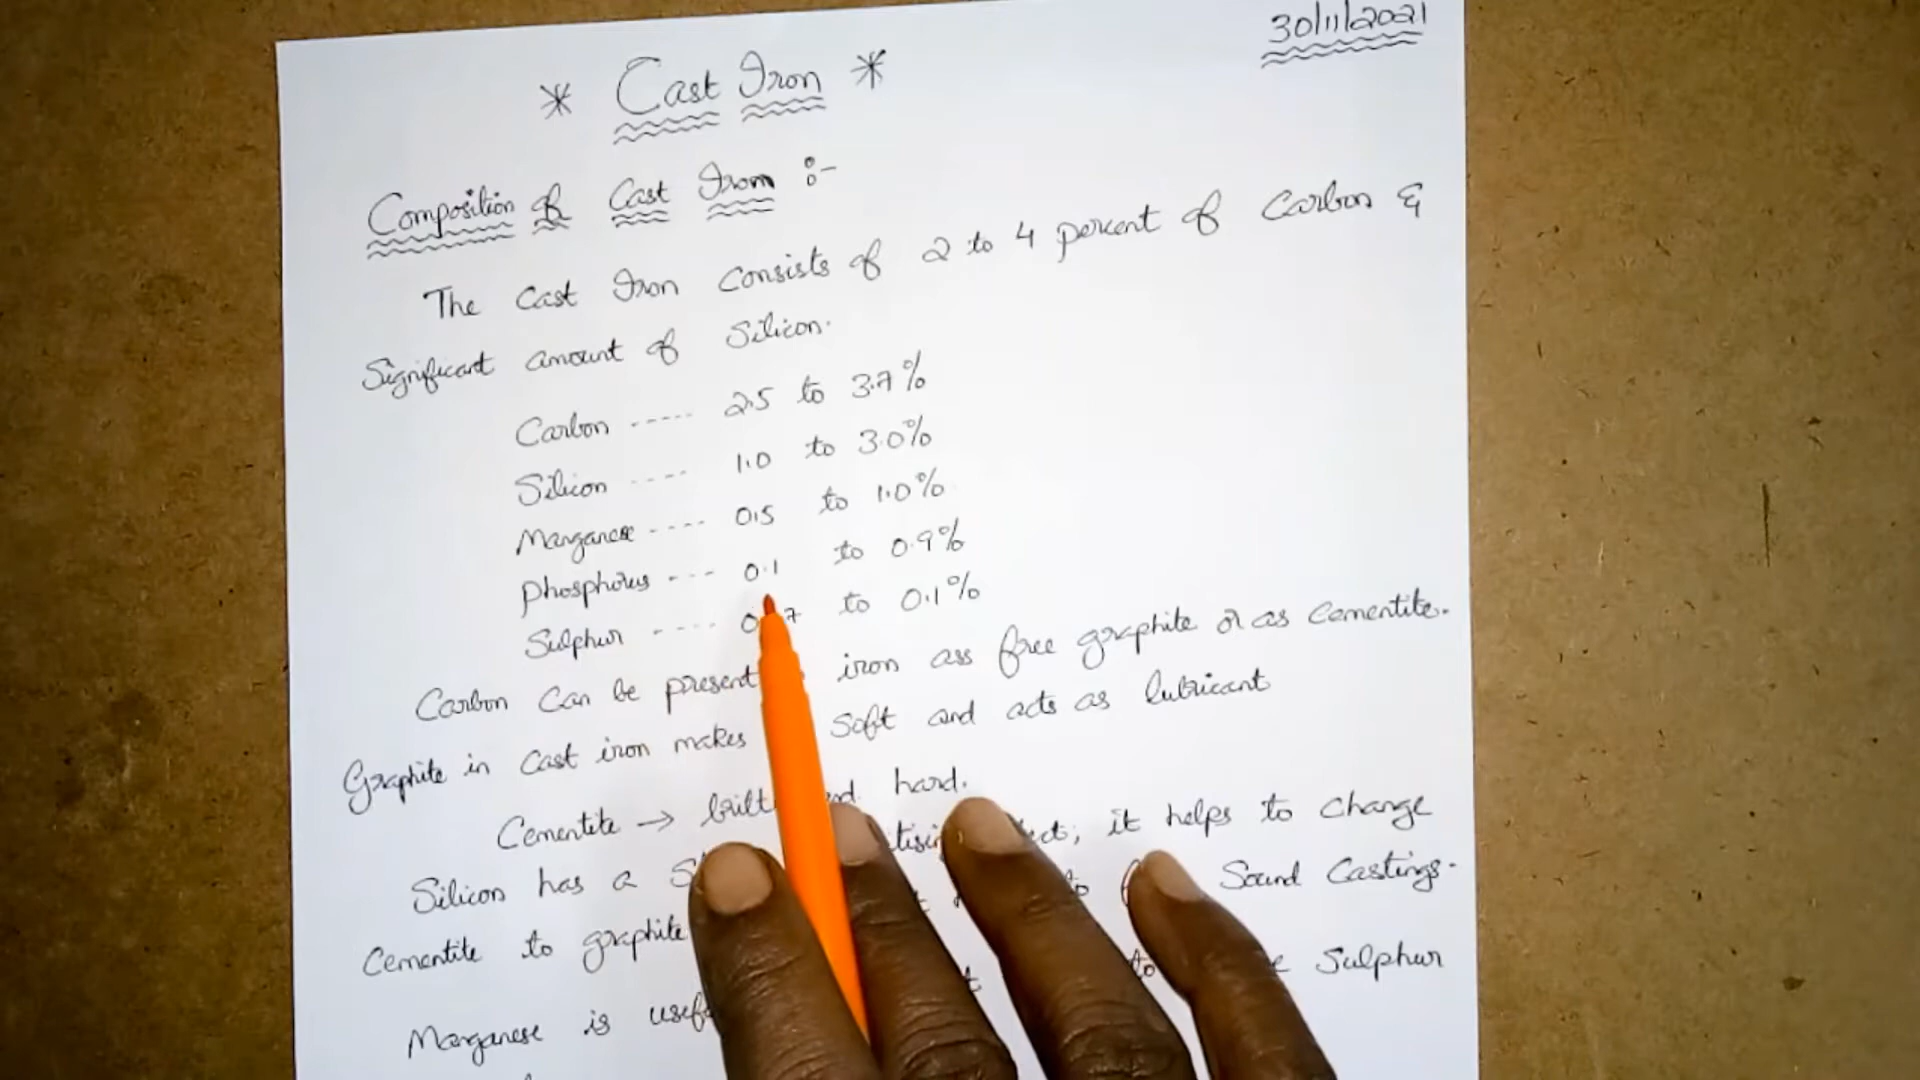 30/11/2021
* Cast Iron *
Composition of Cast Iron :-
The Cast Iron Consists of 2 to 4 percent of Carbon &
Significant amount of Silicon.
Carbon ----- 2.5 to 3.7%
Silicon ---- 1.0 to 3.0%
Manganese ---- 0.5 to 1.0%
Phosphorus --- 0.1 to 0.9%
Sulphur ---- to 0.1%
Carbon Can be present iron ass free graphite or as Cementite.
Graphite in Cast iron makes soft and acts as lubricant
Cementite → hard.
Silicon has a it helps to change
Cementite to graphite Sound Castings.
Manganese is Sulphur